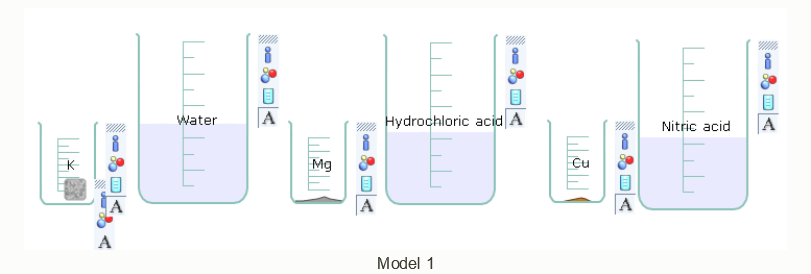 Water
Hydrochloric acid
Nitric acid
K
Mg
Cu
A
A
A
A
A
A
A
Model 1